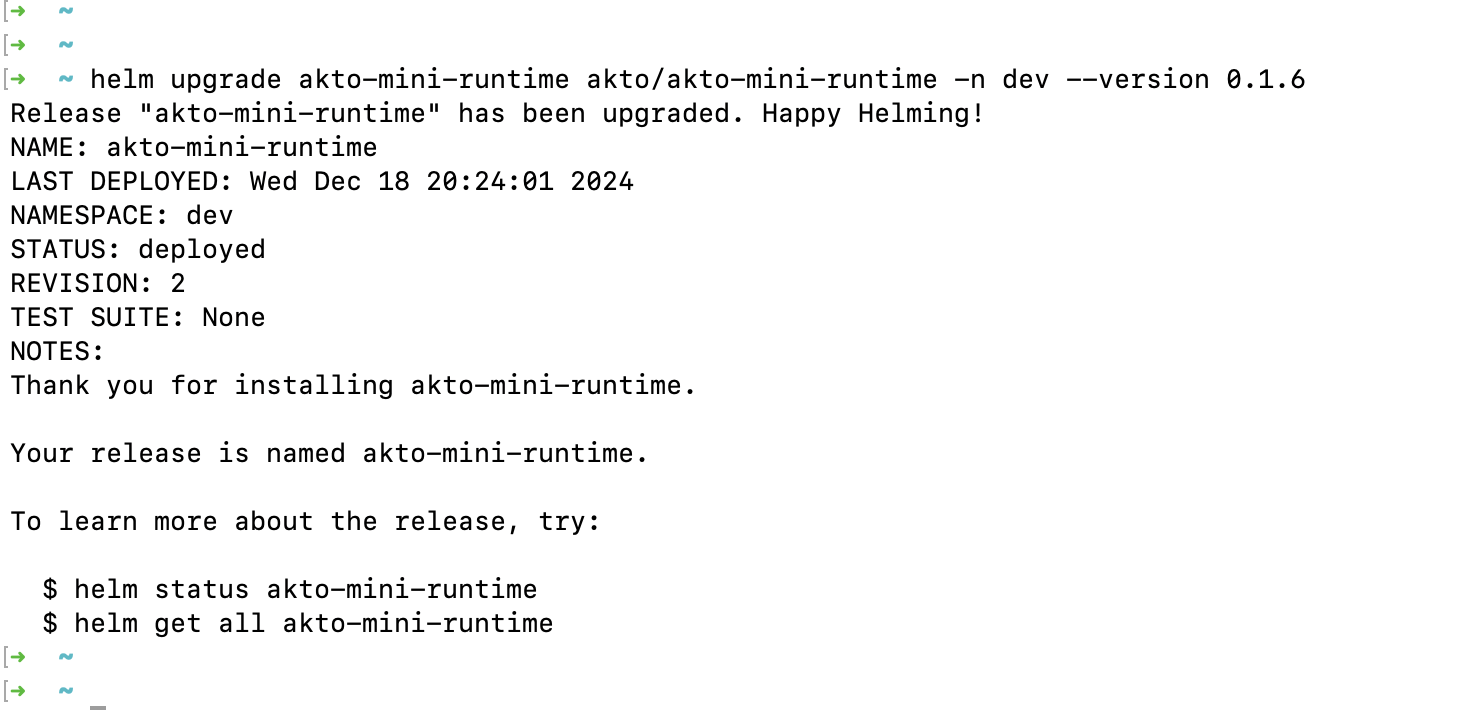 [➜  ~
[➜  ~
[➜  ~ helm upgrade akto-mini-runtime akto/akto-mini-runtime -n dev --version 0.1.6
Release "akto-mini-runtime" has been upgraded. Happy Helming!
NAME: akto-mini-runtime
LAST DEPLOYED: Wed Dec 18 20:24:01 2024
NAMESPACE: dev
STATUS: deployed
REVISION: 2
TEST SUITE: None
NOTES:
Thank you for installing akto-mini-runtime.
Your release is named akto-mini-runtime.
To learn more about the release, try:
  $ helm status akto-mini-runtime
  $ helm get all akto-mini-runtime
[➜  ~
[➜  ~